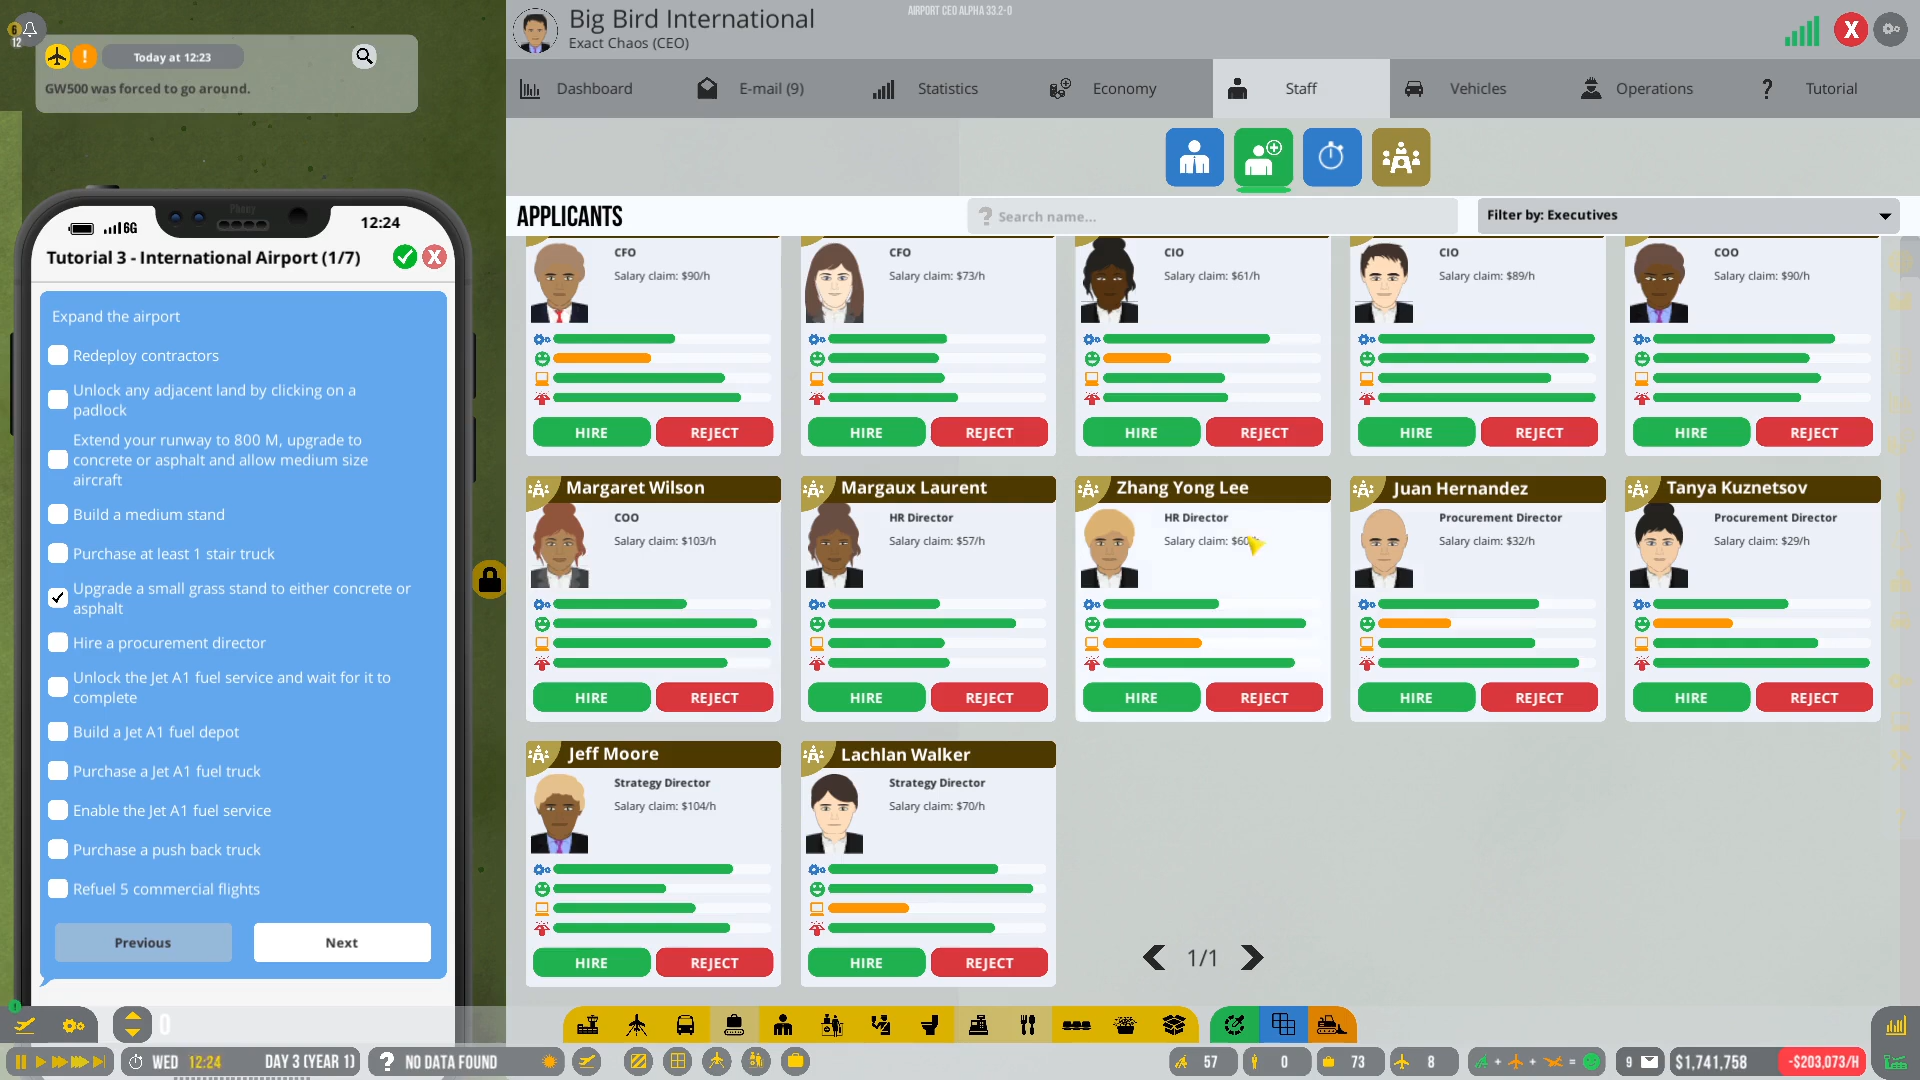 AIRPORT CEO ALPHA 33.2-0
Big Bird International
Exact Chaos (CEO)
6
12
Today at 12:23
GW500 was forced to go around.
Dashboard
E-mail (9)
Statistics
Economy
Staff
Vehicles
Operations
Tutorial
APPLICANTS
Search name...
Filter by: Executives
Phony
6G
12:24
Tutorial 3 - International Airport (1/7)
Expand the airport
Redeploy contractors
Unlock any adjacent land by clicking on a
padlock
Extend your runway to 800 M, upgrade to
concrete or asphalt and allow medium size
aircraft
Build a medium stand
Purchase at least 1 stair truck
Upgrade a small grass stand to either concrete or
asphalt
Hire a procurement director
Unlock the Jet A1 fuel service and wait for it to
complete
Build a Jet A1 fuel depot
Purchase a Jet A1 fuel truck
Enable the Jet A1 fuel service
Purchase a push back truck
Refuel 5 commercial flights
Previous
Next
CFO
Salary claim: $90/h
HIRE
REJECT
CFO
Salary claim: $73/h
HIRE
REJECT
CIO
Salary claim: $61/h
HIRE
REJECT
CIO
Salary claim: $89/h
HIRE
REJECT
COO
Salary claim: $90/h
HIRE
REJECT
Margaret Wilson
COO
Salary claim: $103/h
HIRE
REJECT
Margaux Laurent
HR Director
Salary claim: $57/h
HIRE
REJECT
Zhang Yong Lee
HR Director
Salary claim:
HIRE
REJECT
Juan Hernandez
Procurement Director
Salary claim: $32/h
HIRE
REJECT
Tanya Kuznetsov
Procurement Director
Salary claim: $29/h
HIRE
REJECT
Jeff Moore
Strategy Director
Salary claim: $104/h
HIRE
REJECT
Lachlan Walker
Strategy Director
Salary claim: $70/h
HIRE
REJECT
1/1
0
WED 12:24
DAY 3 (YEAR 1)
NO DATA FOUND
57
0
73
8
9
$1,741,758
-$203,073/H